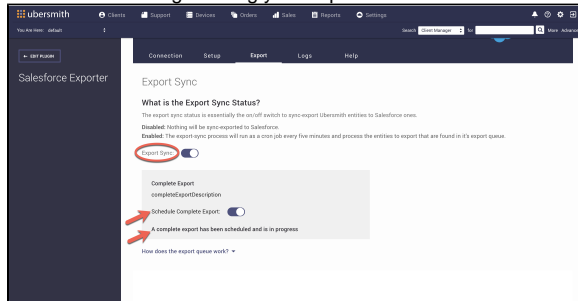 ubersmith Clients Support Devices Orders Sales Reports Settings
You Are Here: default Search Client Manager for More Advanc
← EDIT PLUGIN Connection Setup Export Logs Help
Salesforce Exporter
Export Sync
What is the Export Sync Status?
The export sync status is essentially the on/off switch to sync-export Ubersmith entities to Salesforce ones.
Disabled: Nothing will be sync-exported to Salesforce.
Enabled: The export-sync process will run as a cron job every five minutes and process the entities to export that are found in it's export queue.
Export Sync:
Complete Export
completeExportDescription
Schedule Complete Export:
A complete export has been scheduled and is in progress
How does the export queue work?